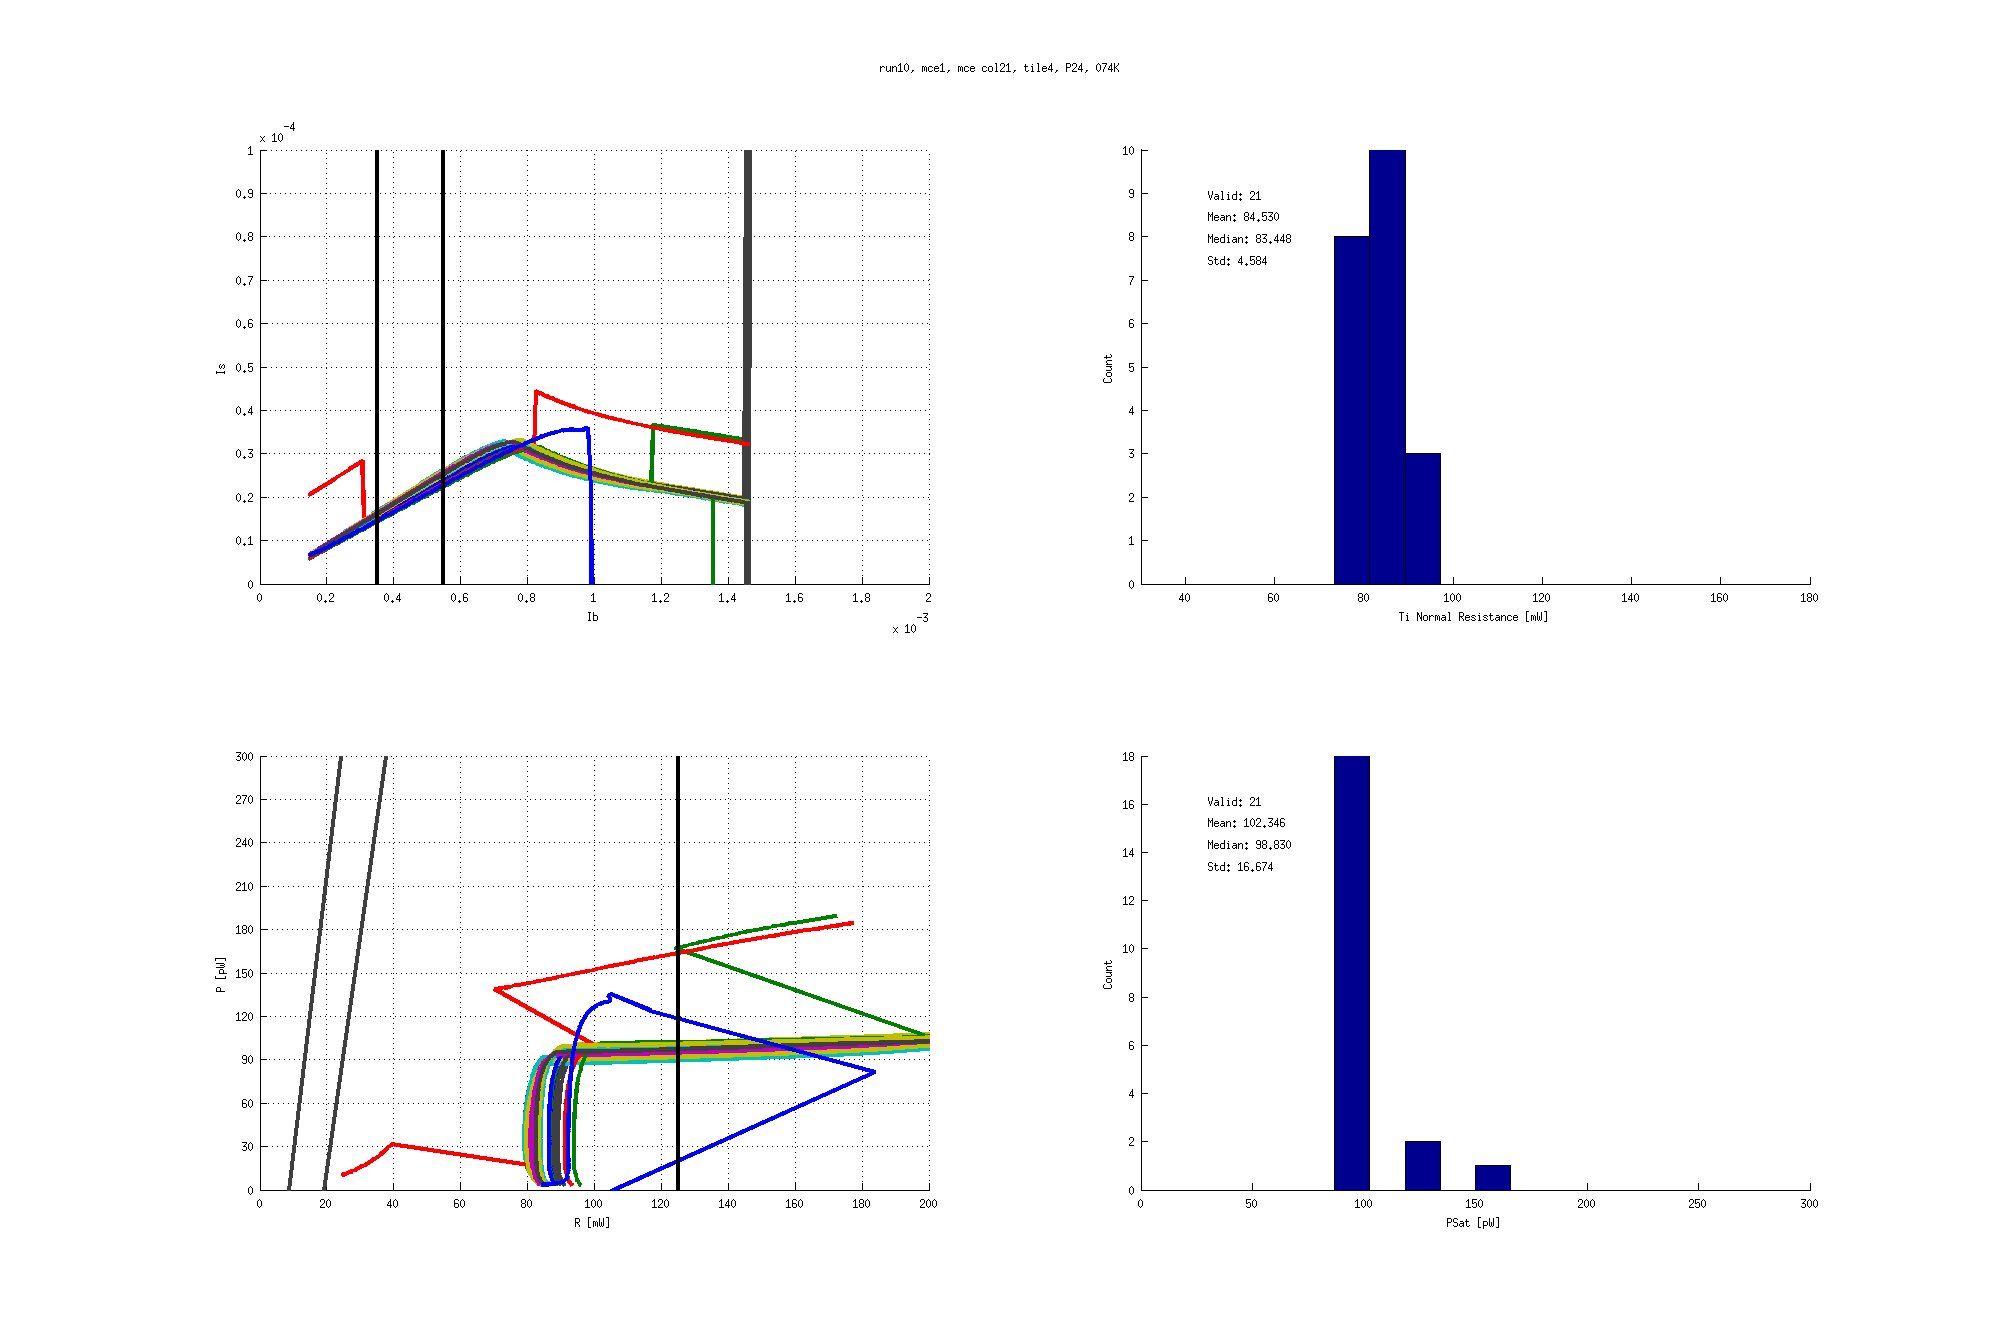 run10, mce1, mce col21, tile4, P24, 074K
x 10 -4
1
0.9
0.8
0.7
0.6
0.5
0.4
0.3
0.2
0.1
0
Is
0 0.2 0.4 0.6 0.8 1 1.2 1.4 1.6 1.8 2
Ib
x 10 -3
10
9
8
7
6
5
4
3
2
1
0
Count
Valid: 21
Mean: 84.530
Median: 83.448
Std: 4.584
40 60 80 100 120 140 160 180
Ti Normal Resistance [mW]
300
270
240
210
180
150
120
90
60
30
0
P [pW]
0 20 40 60 80 100 120 140 160 180 200
R [mW]
18
16
14
12
10
8
6
4
2
0
Count
Valid: 21
Mean: 102.346
Median: 98.830
Std: 16.674
0 50 100 150 200 250 300
PSat [pW]